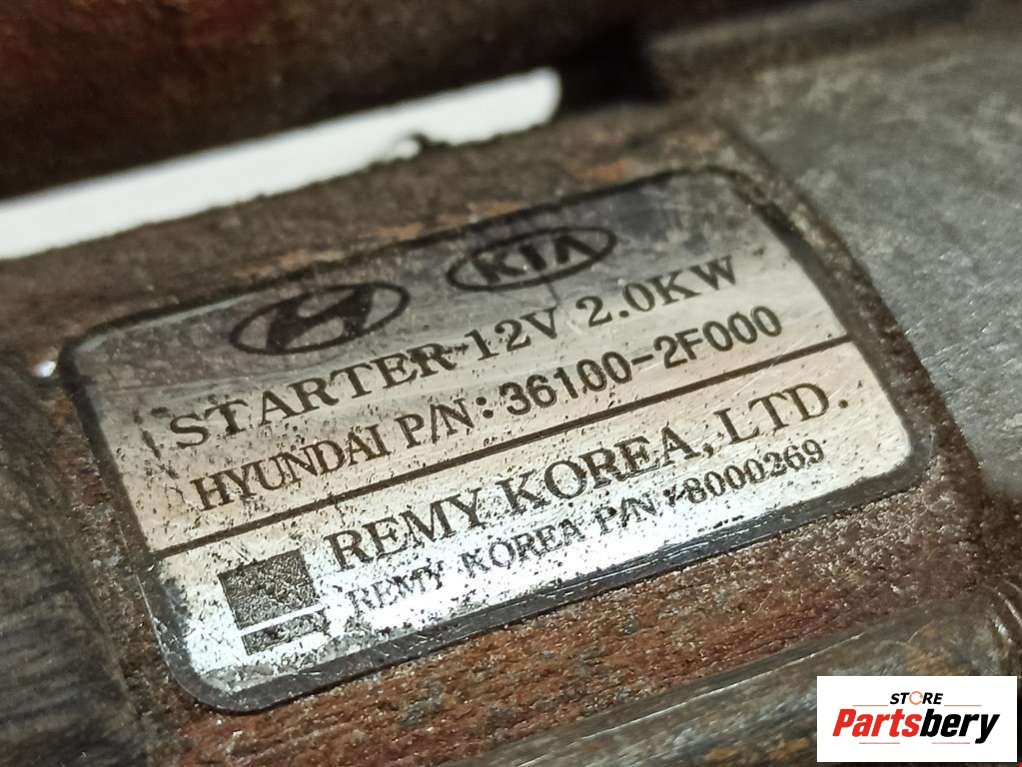 KIA
STARTER-12V 2.0KW
HYUNDAI P/N: 36100-2F000
REMY KOREA, LTD.
REMY KOREA P/N: 8000269
STORE
Partsbery